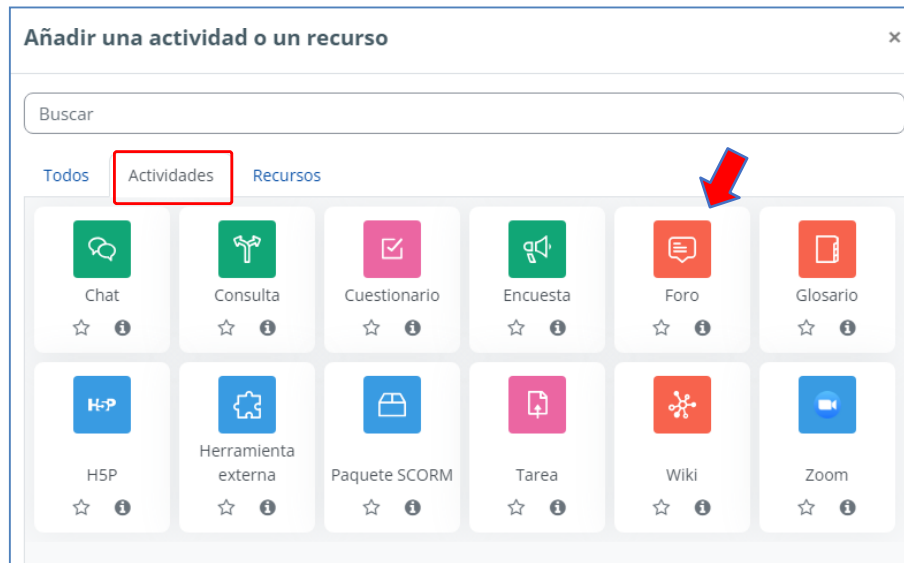 Añadir una actividad o un recurso
×
Buscar
Todos Actividades Recursos
Chat Consulta Cuestionario Encuesta Foro Glosario
H5P
Herramienta
H5P externa Paquete SCORM Tarea Wiki Zoom